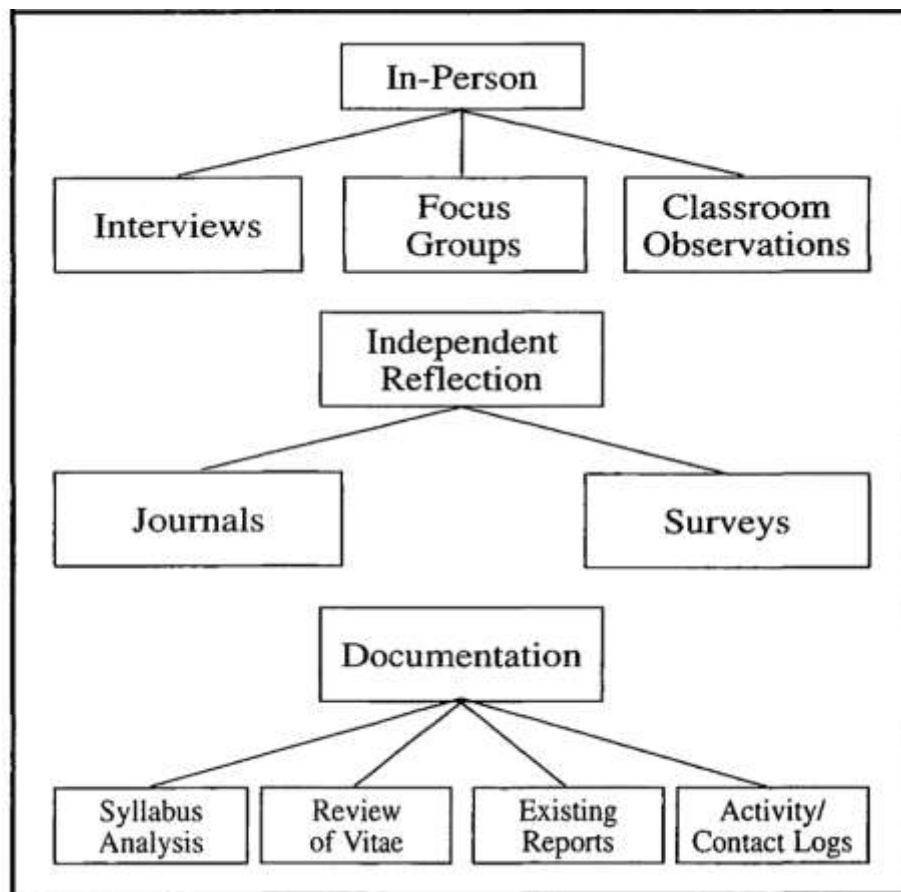 In-Person
Interviews
Focus
Groups
Classroom
Observations
Independent
Reflection
Journals
Surveys
Documentation
Syllabus
Analysis
Review
of Vitae
Existing
Reports
Activity/
Contact Logs